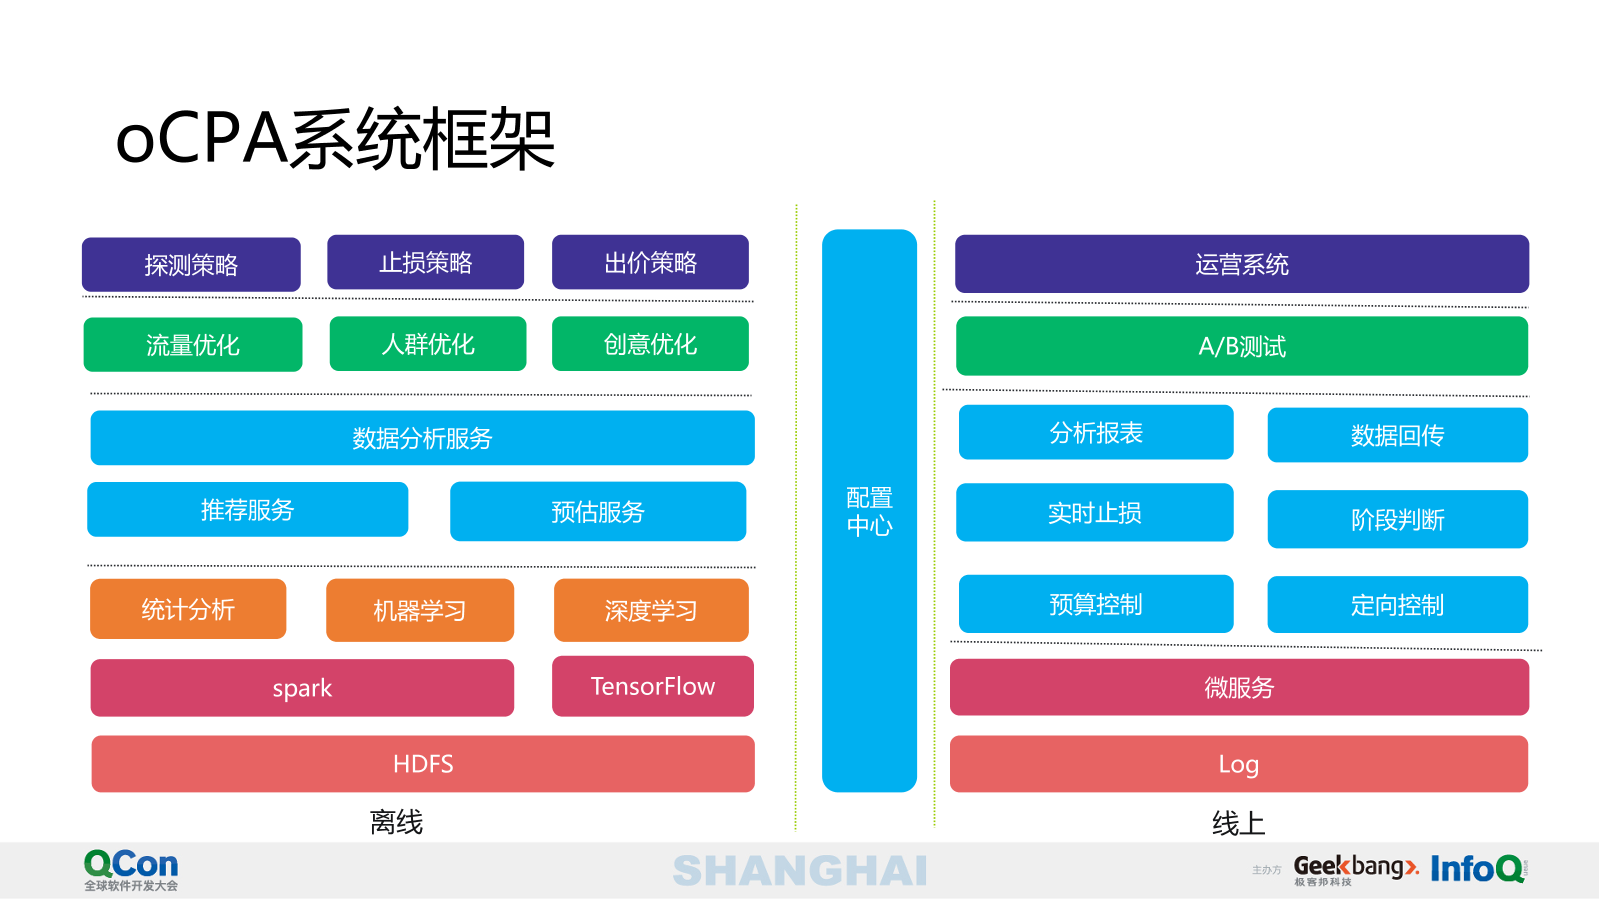 oCPA系统框架
探测策略
止损策略
出价策略
流量优化
人群优化
创意优化
数据分析服务
推荐服务
预估服务
统计分析
机器学习
深度学习
spark
TensorFlow
HDFS
离线
配置
中心
运营系统
A/B测试
分析报表
数据回传
实时止损
阶段判断
预算控制
定向控制
微服务
Log
线上
QCon
全球软件开发大会
SHANGHAI
主办方
Geekbang>.
极客邦科技
InfoQ